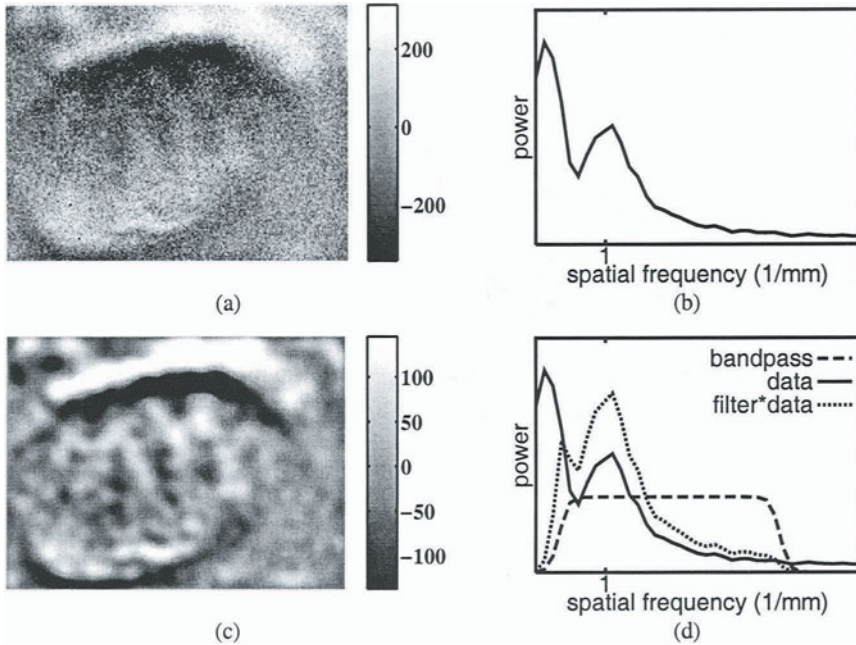 200
0
−200
(a)
power
1
spatial frequency (1/mm)
(b)
100
50
0
−50
−100
(c)
bandpass
data
filter*data
power
1
spatial frequency (1/mm)
(d)